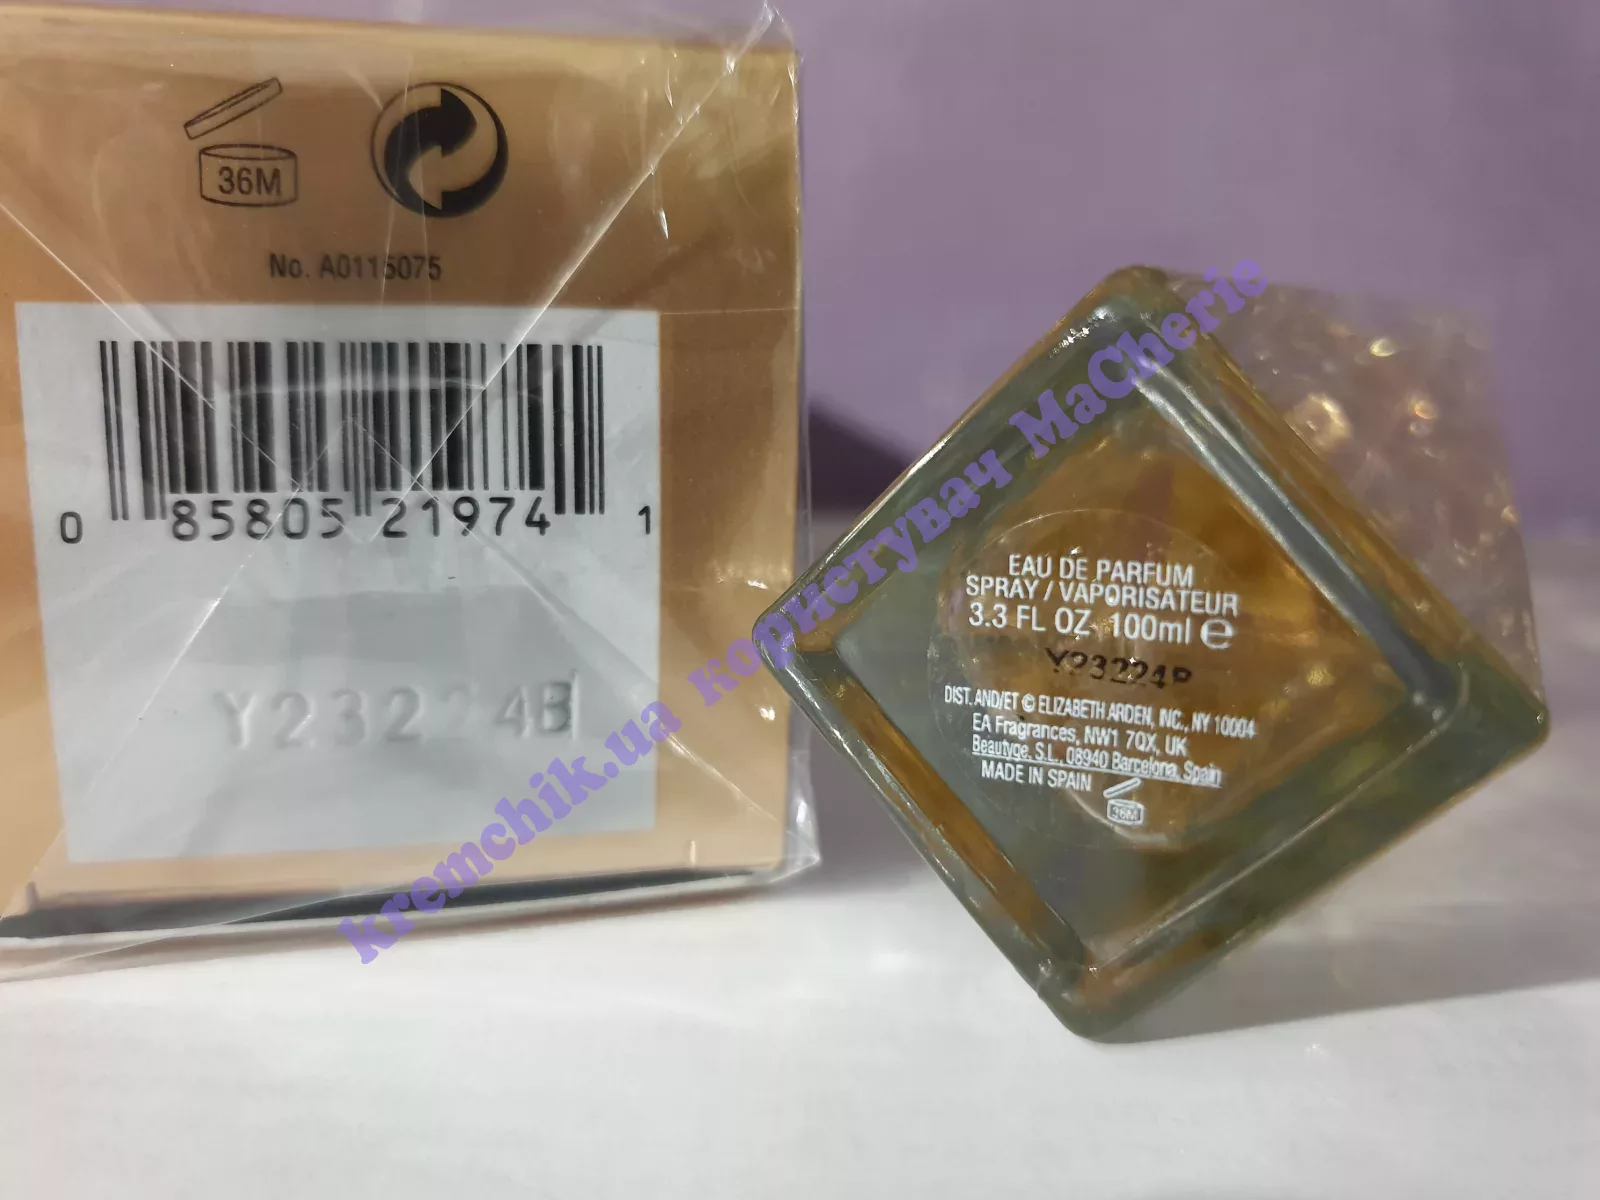 36M
No. A0115075
0 85805 21974 1
Y23224B
EAU DE PARFUM
SPRAY / VAPORISATEUR
3.3 FL OZ 100ml ℮
Y23224B
DIST. AND/ET © ELIZABETH ARDEN, INC., NY 10004
EA Fragrances, NW1 7QX, UK
Beautyge, S.L., 08940 Barcelona, Spain
MADE IN SPAIN
36M
kremchik.ua користувач MaCherie